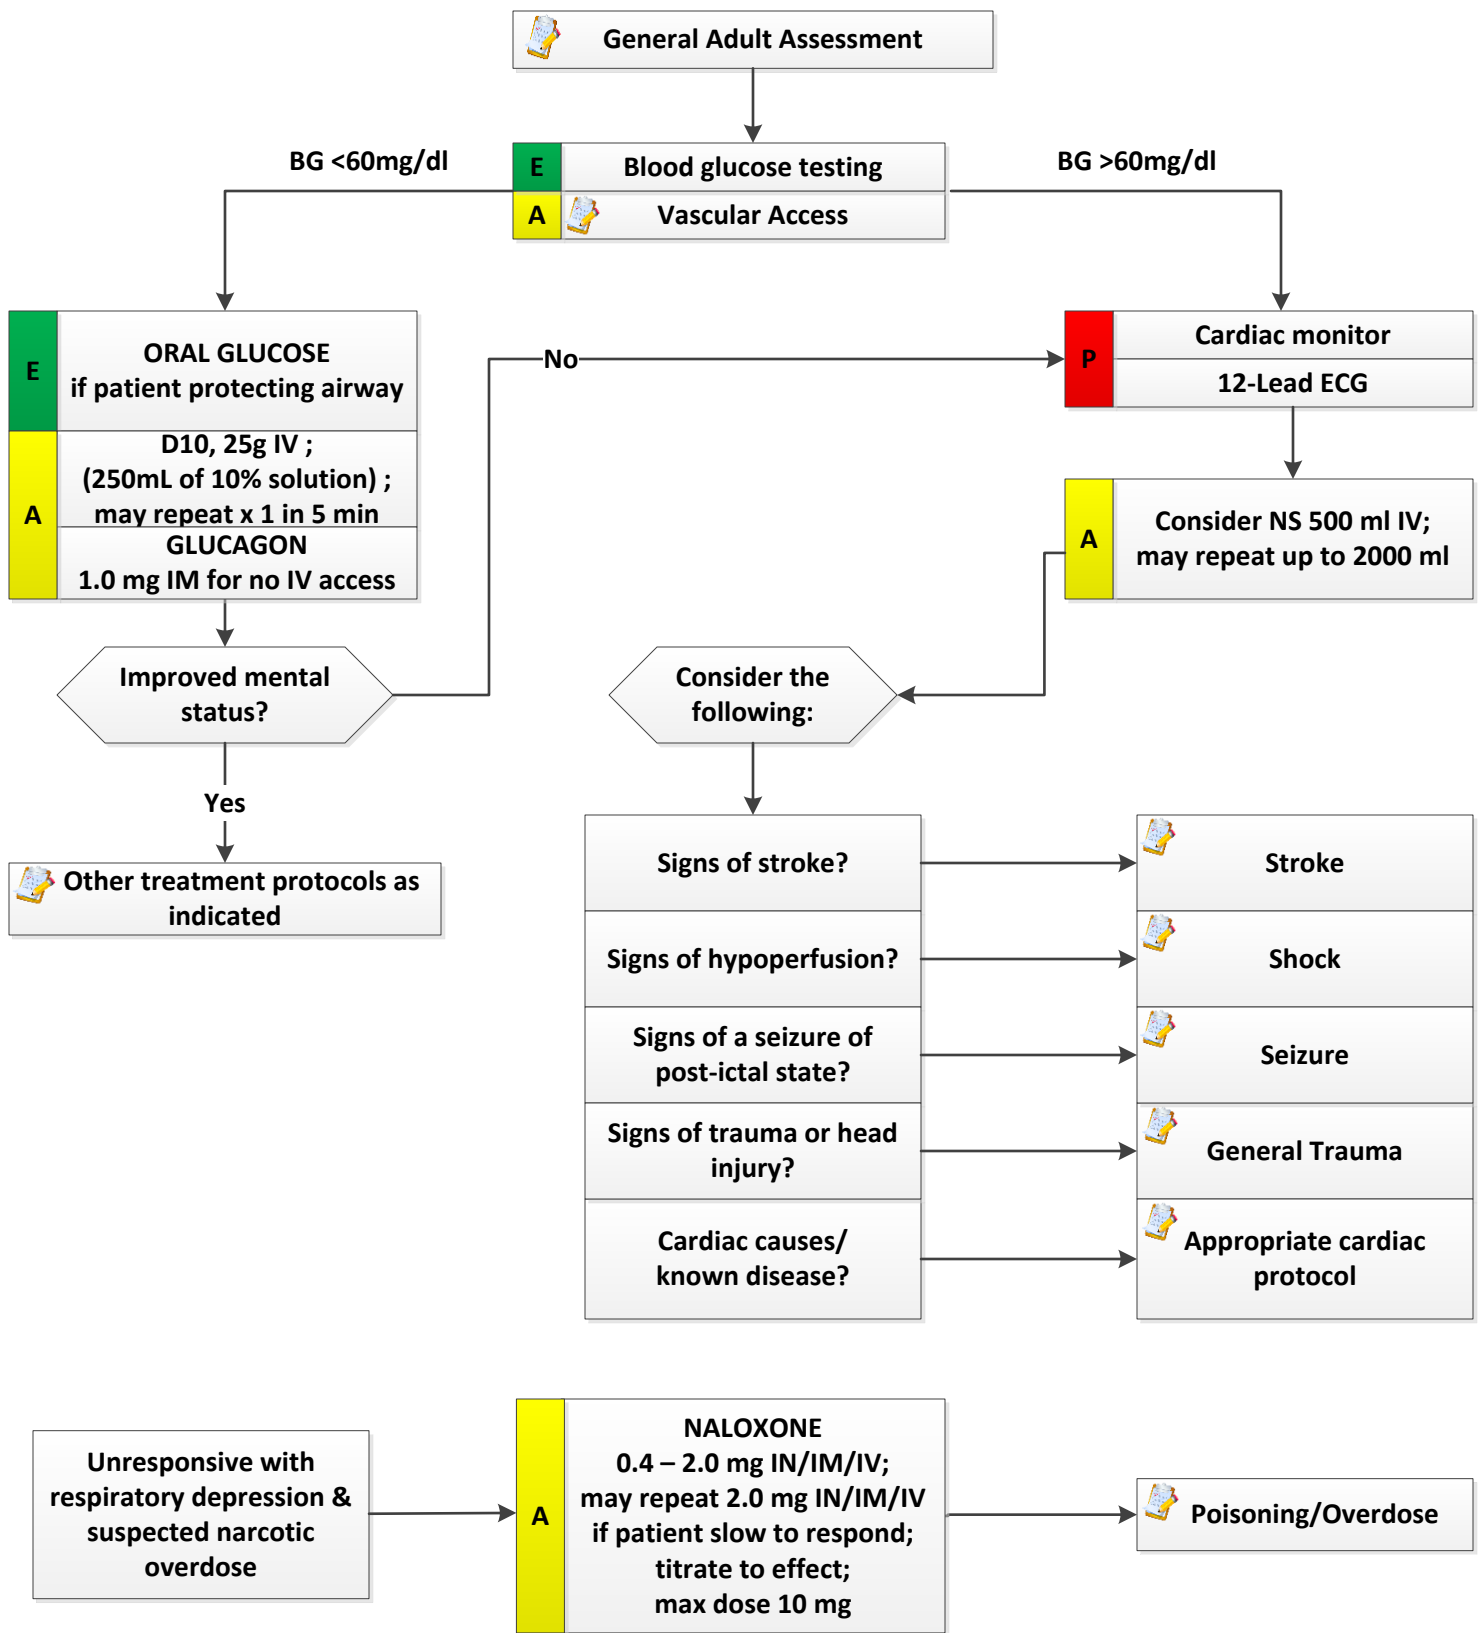 General Adult Assessment
BG <60mg/dl
E
Blood glucose testing
BG >60mg/dl
A
Vascular Access
E
ORAL GLUCOSE
if patient protecting airway
A
D10, 25g IV ;
(250mL of 10% solution) ;
may repeat x 1 in 5 min
GLUCAGON
1.0 mg IM for no IV access
No
P
Cardiac monitor
12-Lead ECG
A
Consider NS 500 ml IV;
may repeat up to 2000 ml
Improved mental
status?
Yes
Other treatment protocols as
indicated
Consider the
following:
Signs of stroke?
Stroke
Signs of hypoperfusion?
Shock
Signs of a seizure of
post-ictal state?
Seizure
Signs of trauma or head
injury?
General Trauma
Cardiac causes/
known disease?
Appropriate cardiac
protocol
Unresponsive with
respiratory depression &
suspected narcotic
overdose
A
NALOXONE
0.4 – 2.0 mg IN/IM/IV;
may repeat 2.0 mg IN/IM/IV
if patient slow to respond;
titrate to effect;
max dose 10 mg
Poisoning/Overdose